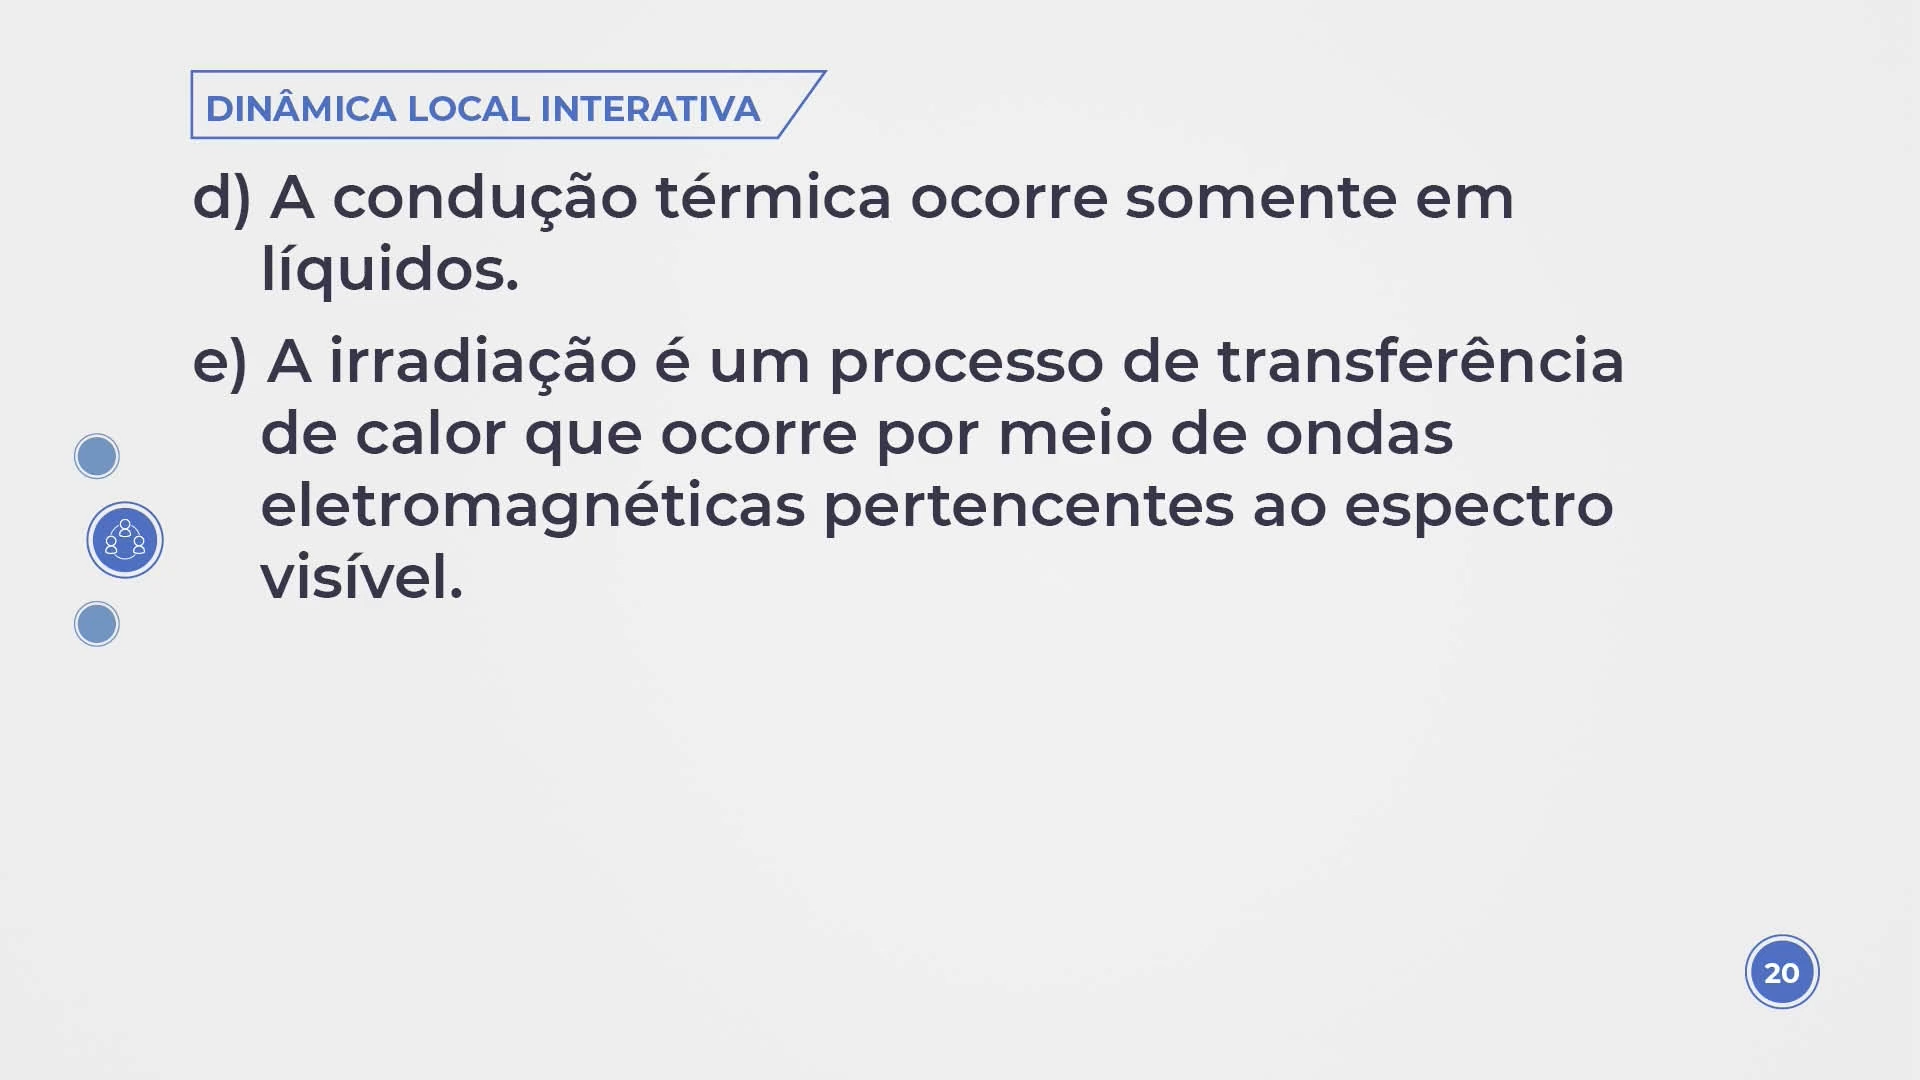 DINÂMICA LOCAL INTERATIVA
d) A condução térmica ocorre somente em
líquidos.
e) A irradiação é um processo de transferência
de calor que ocorre por meio de ondas
eletromagnéticas pertencentes ao espectro
visível.
20